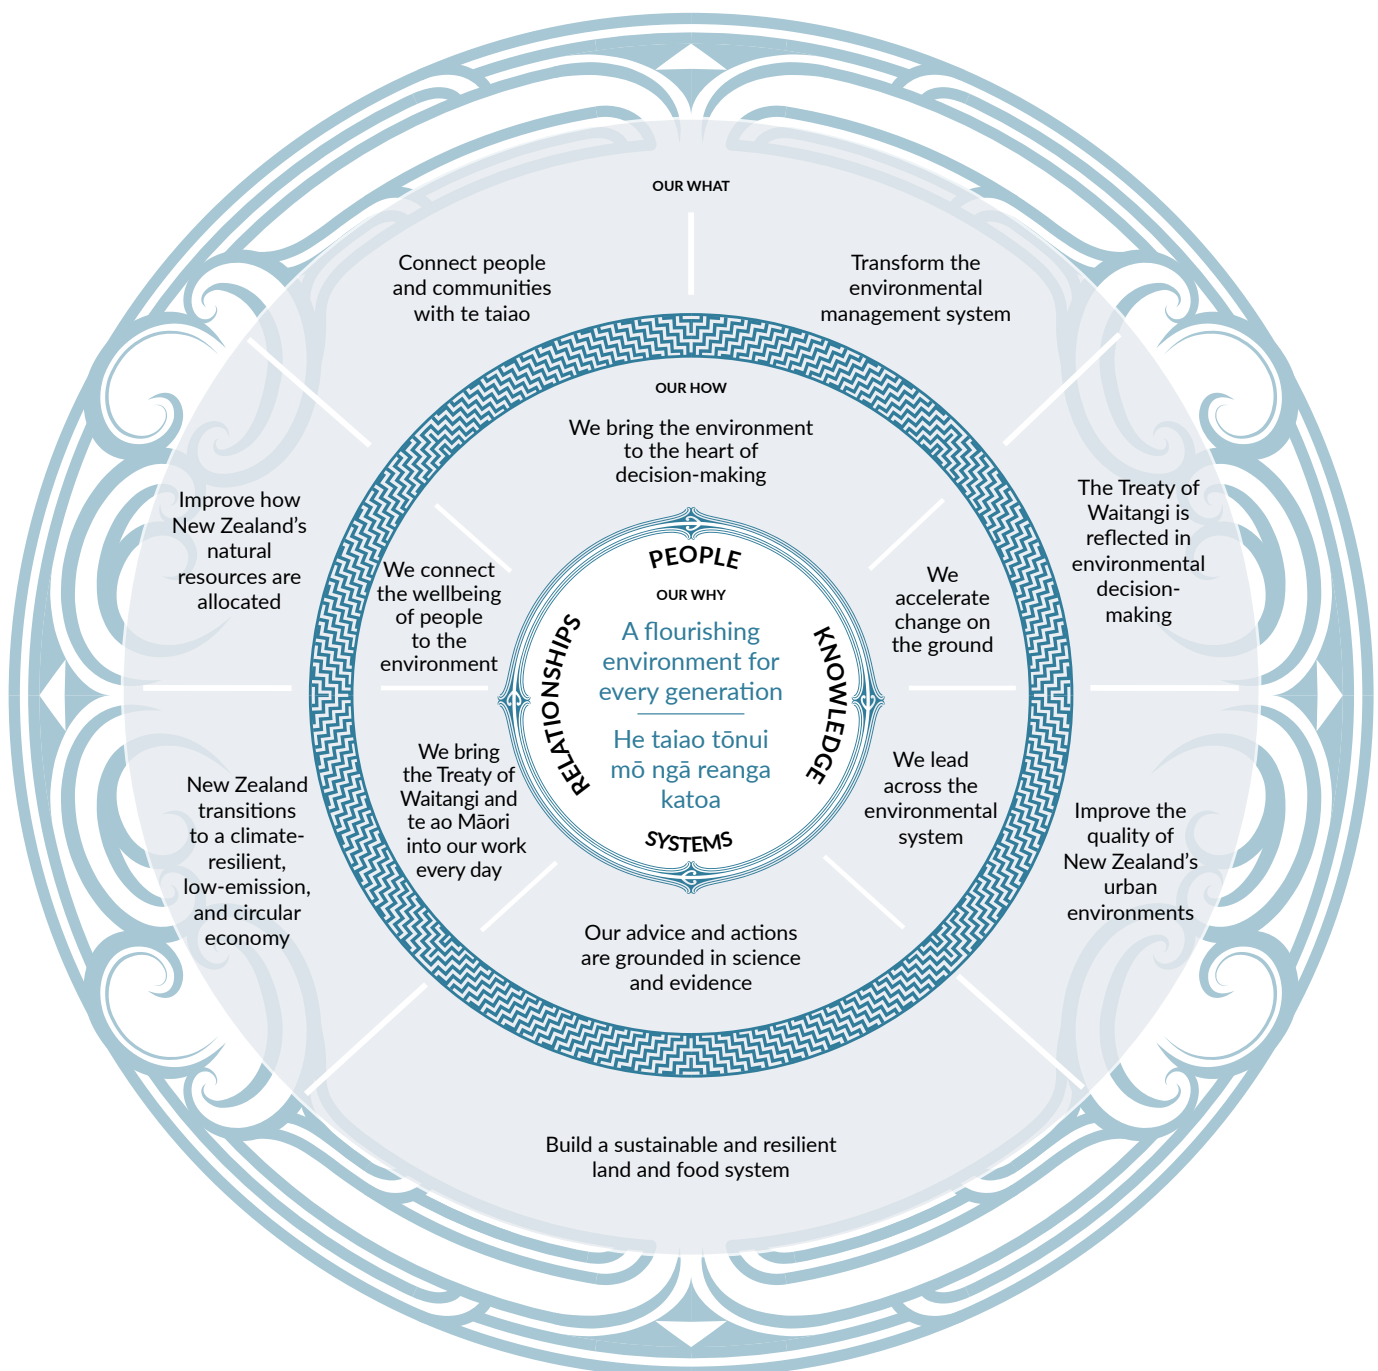 OUR WHAT
Connect people
and communities
with te taiao
Transform the
environmental
management system
The Treaty of
Waitangi is
reflected in
environmental
decision-
making
Improve the
quality of
New Zealand’s
urban
environments
Build a sustainable and resilient
land and food system
New Zealand
transitions
to a climate-
resilient,
low-emission,
and circular
economy
Improve how
New Zealand’s
natural
resources are
allocated
OUR HOW
We bring the environment
to the heart of
decision-making
We
accelerate
change on
the ground
We lead
across the
environmental
system
Our advice and actions
are grounded in science
and evidence
We bring
the Treaty of
Waitangi and
te ao Māori
into our work
every day
We connect
the wellbeing
of people
to the
environment
PEOPLE
KNOWLEDGE
SYSTEMS
RELATIONSHIPS
OUR WHY
A flourishing
environment for
every generation
He taiao tōnui
mō ngā reanga
katoa